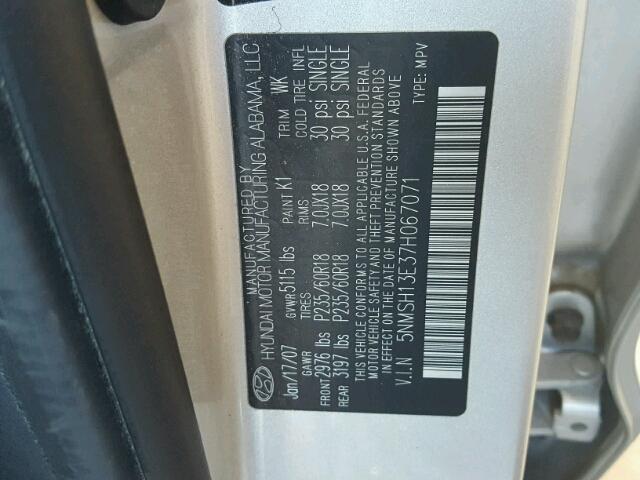 MANUFACTURED BY
HYUNDAI MOTOR MANUFACTURING ALABAMA, LLC
Jan/17/07 GVWR 5115 lbs PAINT K1 TRIM WK
GAWR TIRES RIMS COLD TIRE INFL
FRONT 2976 lbs P235/60R18 7.0JX18 30 psi SINGLE
REAR 3197 lbs P235/60R18 7.0JX18 30 psi SINGLE
THIS VEHICLE CONFORMS TO ALL APPLICABLE U.S.A. FEDERAL
MOTOR VEHICLE SAFETY AND THEFT PREVENTION STANDARDS
IN EFFECT ON THE DATE OF MANUFACTURE SHOWN ABOVE
V.I.N 5NMSH13E37H067071 TYPE: MPV